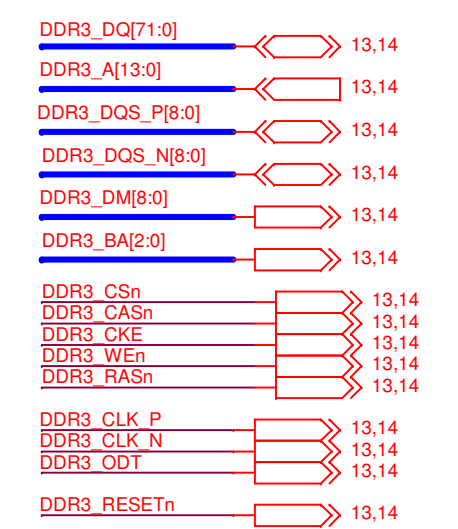 DDR3_DQ[71:0] 13,14
DDR3_A[13:0] 13,14
DDR3_DQS_P[8:0] 13,14
DDR3_DQS_N[8:0] 13,14
DDR3_DM[8:0] 13,14
DDR3_BA[2:0] 13,14
DDR3_CSn 13,14
DDR3_CASn 13,14
DDR3_CKE 13,14
DDR3_WEn 13,14
DDR3_RASn 13,14
DDR3_CLK_P 13,14
DDR3_CLK_N 13,14
DDR3_ODT 13,14
DDR3_RESETn 13,14